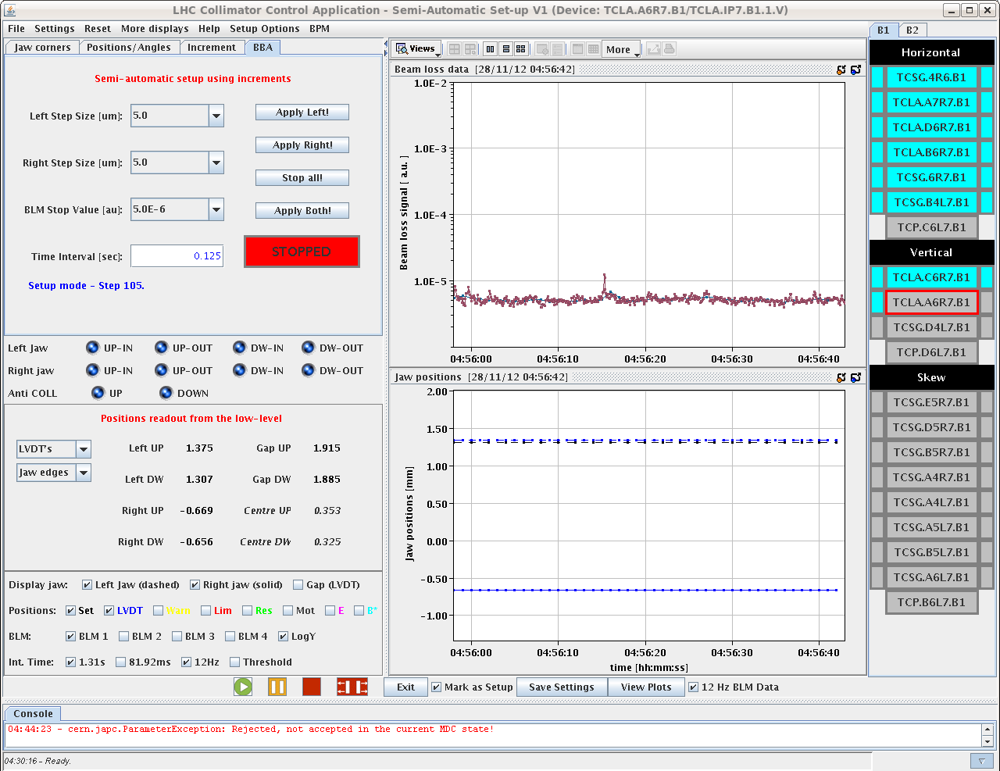 LHC Collimator Control Application - Semi-Automatic Set-up V1 (Device: TCLA.A6R7.B1/TCLA.IP7.B1.1.V)
File Settings Reset More displays Help Setup Options BPM
Jaw corners Positions/Angles Increment BBA
Semi-automatic setup using increments
Left Step Size [um]: 5.0 Apply Left!
Apply Right!
Right Step Size [um]: 5.0
Stop all!
BLM Stop Value [au]: 5.0E-6 Apply Both!
Time Interval [sec]: 0.125 STOPPED
Setup mode - Step 105.
Left Jaw UP-IN UP-OUT DW-IN DW-OUT
Right jaw UP-IN UP-OUT DW-IN DW-OUT
Anti COLL UP DOWN
Positions readout from the low-level
LVDT's
Jaw edges
Left UP 1.375 Gap UP 1.915
Left DW 1.307 Gap DW 1.885
Right UP -0.669 Centre UP 0.353
Right DW -0.656 Centre DW 0.325
Display jaw: Left Jaw (dashed) Right jaw (solid) Gap (LVDT)
Positions: Set LVDT Warn Lim Res Mot E B*
BLM: BLM 1 BLM 2 BLM 3 BLM 4 LogY
Int. Time: 1.31s 81.92ms 12Hz Threshold
Views More
Beam loss data [28/11/12 04:56:42]
1.0E-2
1.0E-3
1.0E-4
1.0E-5
Beam loss signal [ a.u. ]
04:56:00 04:56:10 04:56:20 04:56:30 04:56:40
Jaw positions [28/11/12 04:56:42]
2.00
1.50
1.00
0.50
0.00
-0.50
-1.00
Jaw positions [mm]
04:56:00 04:56:10 04:56:20 04:56:30 04:56:40
time [hh:mm:ss]
Exit Mark as Setup Save Settings View Plots 12 Hz BLM Data
B1 B2
Horizontal
TCSG.4R6.B1
TCLA.A7R7.B1
TCLA.D6R7.B1
TCLA.B6R7.B1
TCSG.6R7.B1
TCSG.B4L7.B1
TCP.C6L7.B1
Vertical
TCLA.C6R7.B1
TCLA.A6R7.B1
TCSG.D4L7.B1
TCP.D6L7.B1
Skew
TCSG.E5R7.B1
TCSG.D5R7.B1
TCSG.B5R7.B1
TCSG.A4R7.B1
TCSG.A4L7.B1
TCSG.A5L7.B1
TCSG.B5L7.B1
TCSG.A6L7.B1
TCP.B6L7.B1
Console
04:44:23 - cern.japc.ParameterException: Rejected, not accepted in the current MDC state!
04:30:16 - Ready.